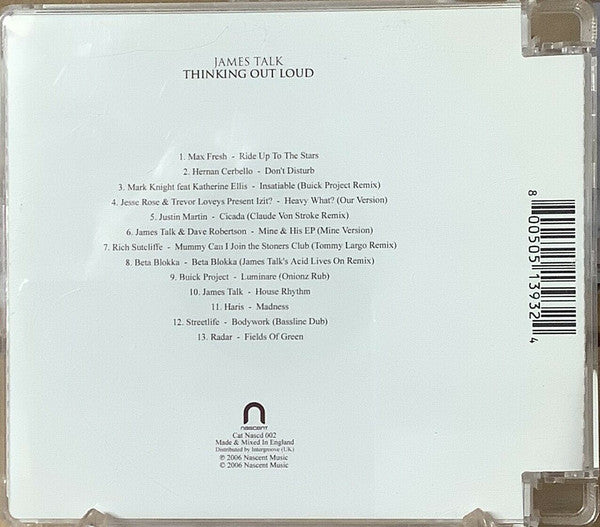 JAMES TALK
THINKING OUT LOUD
1. Max Fresh - Ride Up To The Stars
2. Hernan Cerbello - Don't Disturb
3. Mark Knight feat Katherine Ellis - Insatiable (Buick Project Remix)
4. Jesse Rose & Trevor Loveys Present Izit? - Heavy What? (Our Version)
5. Justin Martin - Cicada (Claude Von Stroke Remix)
6. James Talk & Dave Robertson - Mine & His EP (Mine Version)
7. Rich Sutcliffe - Mummy Can I Join the Stoners Club (Tommy Largo Remix)
8. Beta Blokka - Beta Blokka (James Talk's Acid Lives On Remix)
9. Buick Project - Luminare (Onionz Rub)
10. James Talk - House Rhythm
11. Haris - Madness
12. Streetlife - Bodywork (Bassline Dub)
13. Radar - Fields Of Green
nascent
Cat Nascd 002
Made & Mixed In England
Distributed by Intergroove (UK)
℗ 2006 Nascent Music
© 2006 Nascent Music
8 00505 13932 4